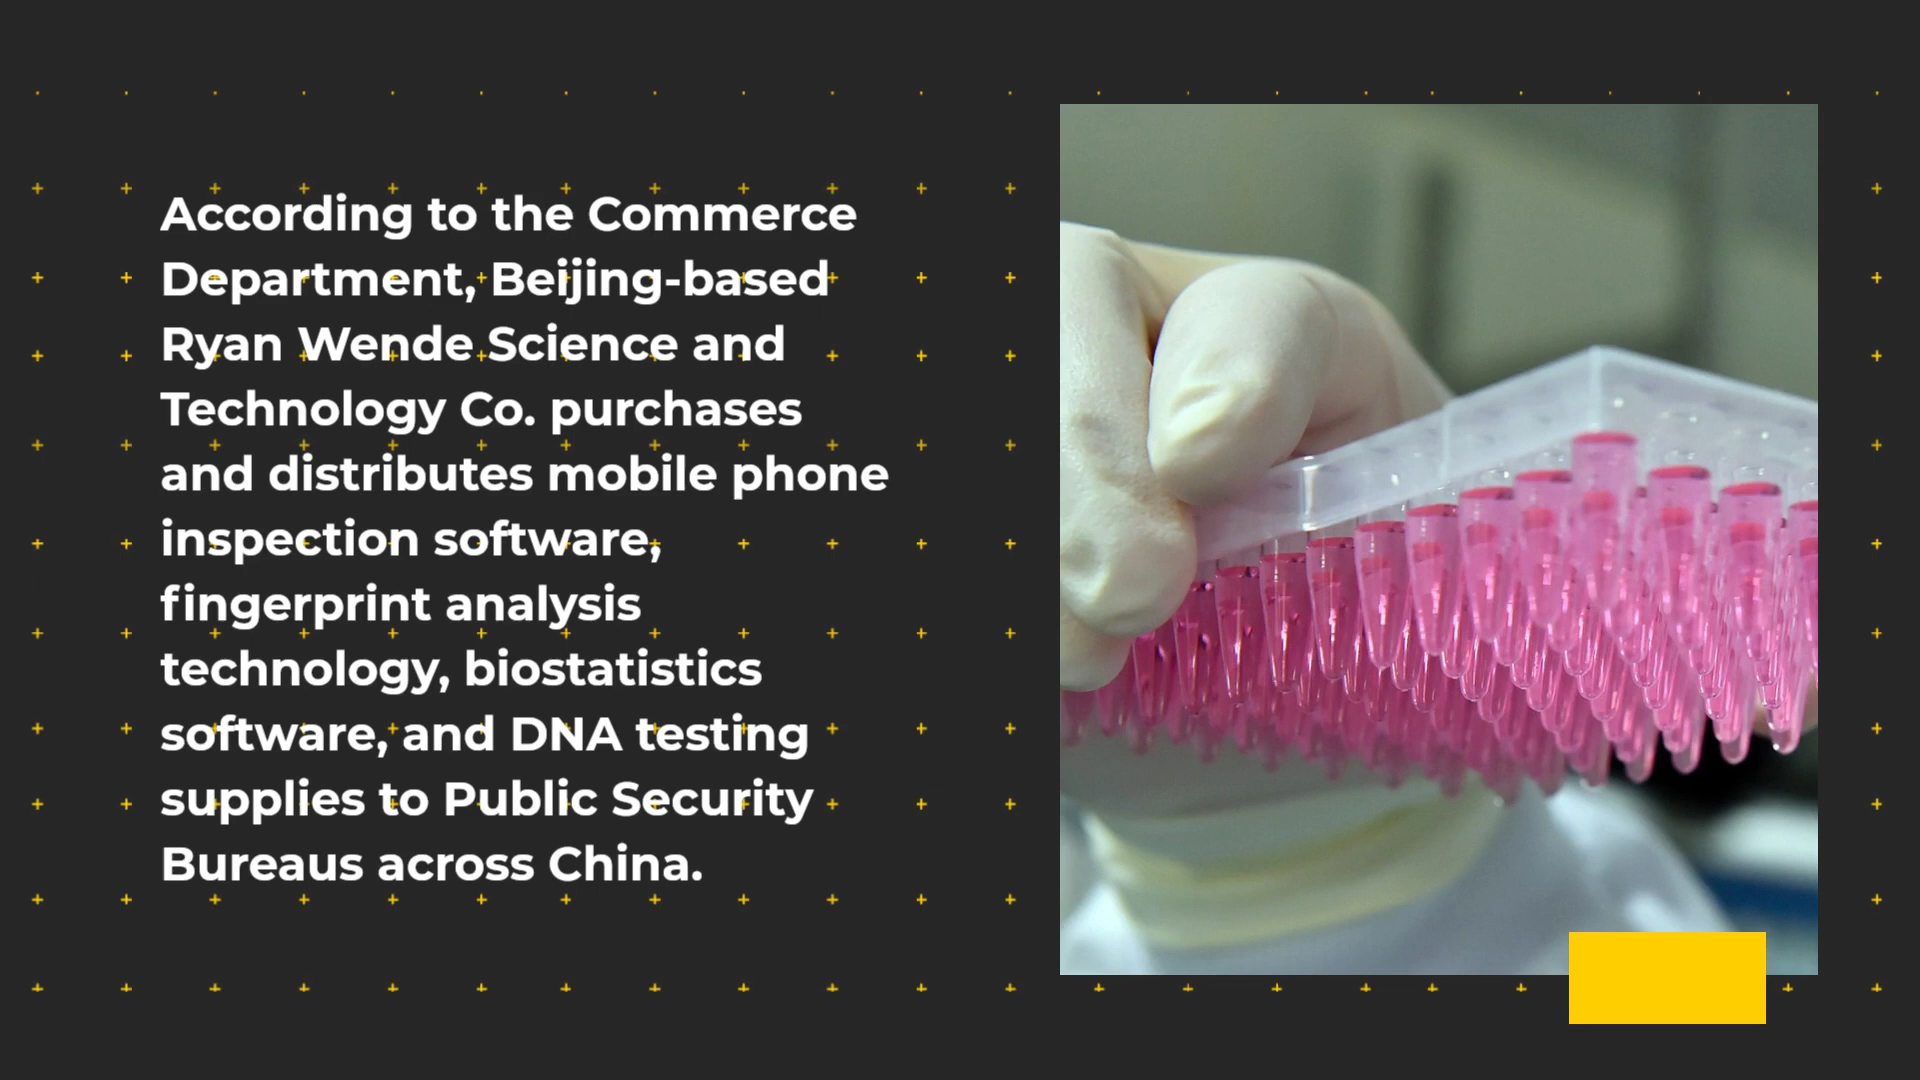 According to the Commerce
Department, Beijing-based
Ryan Wende Science and
Technology Co. purchases
and distributes mobile phone
inspection software,
fingerprint analysis
technology, biostatistics
software, and DNA testing
supplies to Public Security
Bureaus across China.